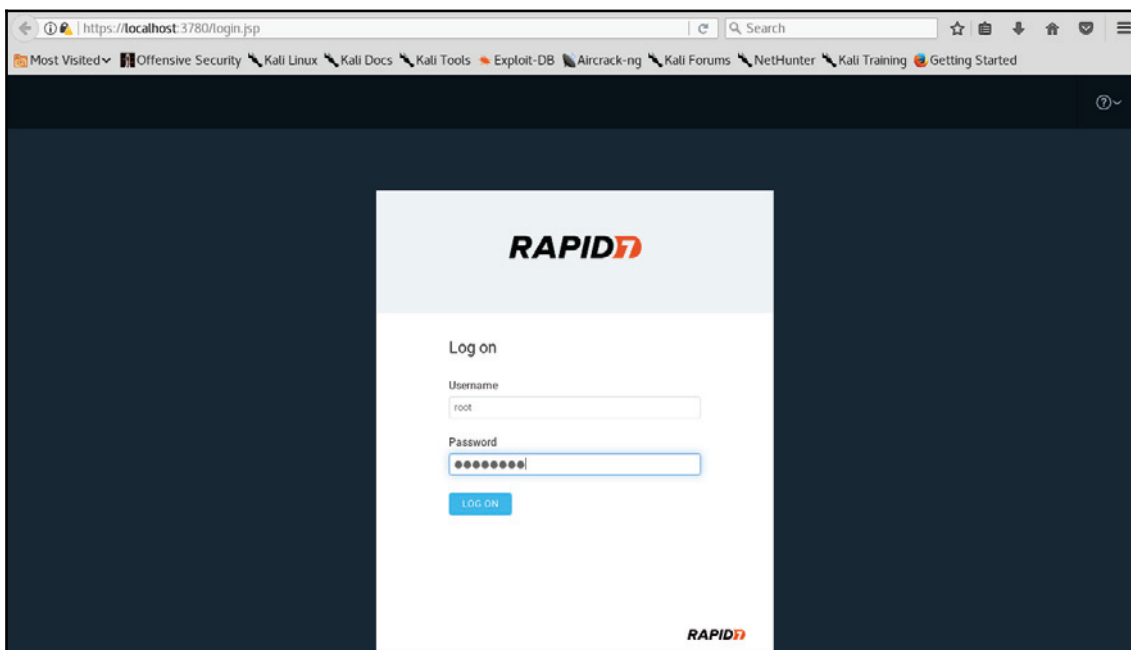 https://localhost:3780/login.jsp Search
Most Visited Offensive Security Kali Linux Kali Docs Kali Tools Exploit-DB Aircrack-ng Kali Forums NetHunter Kali Training Getting Started
RAPID7
Log on
Username
root
Password
LOG ON
RAPID7